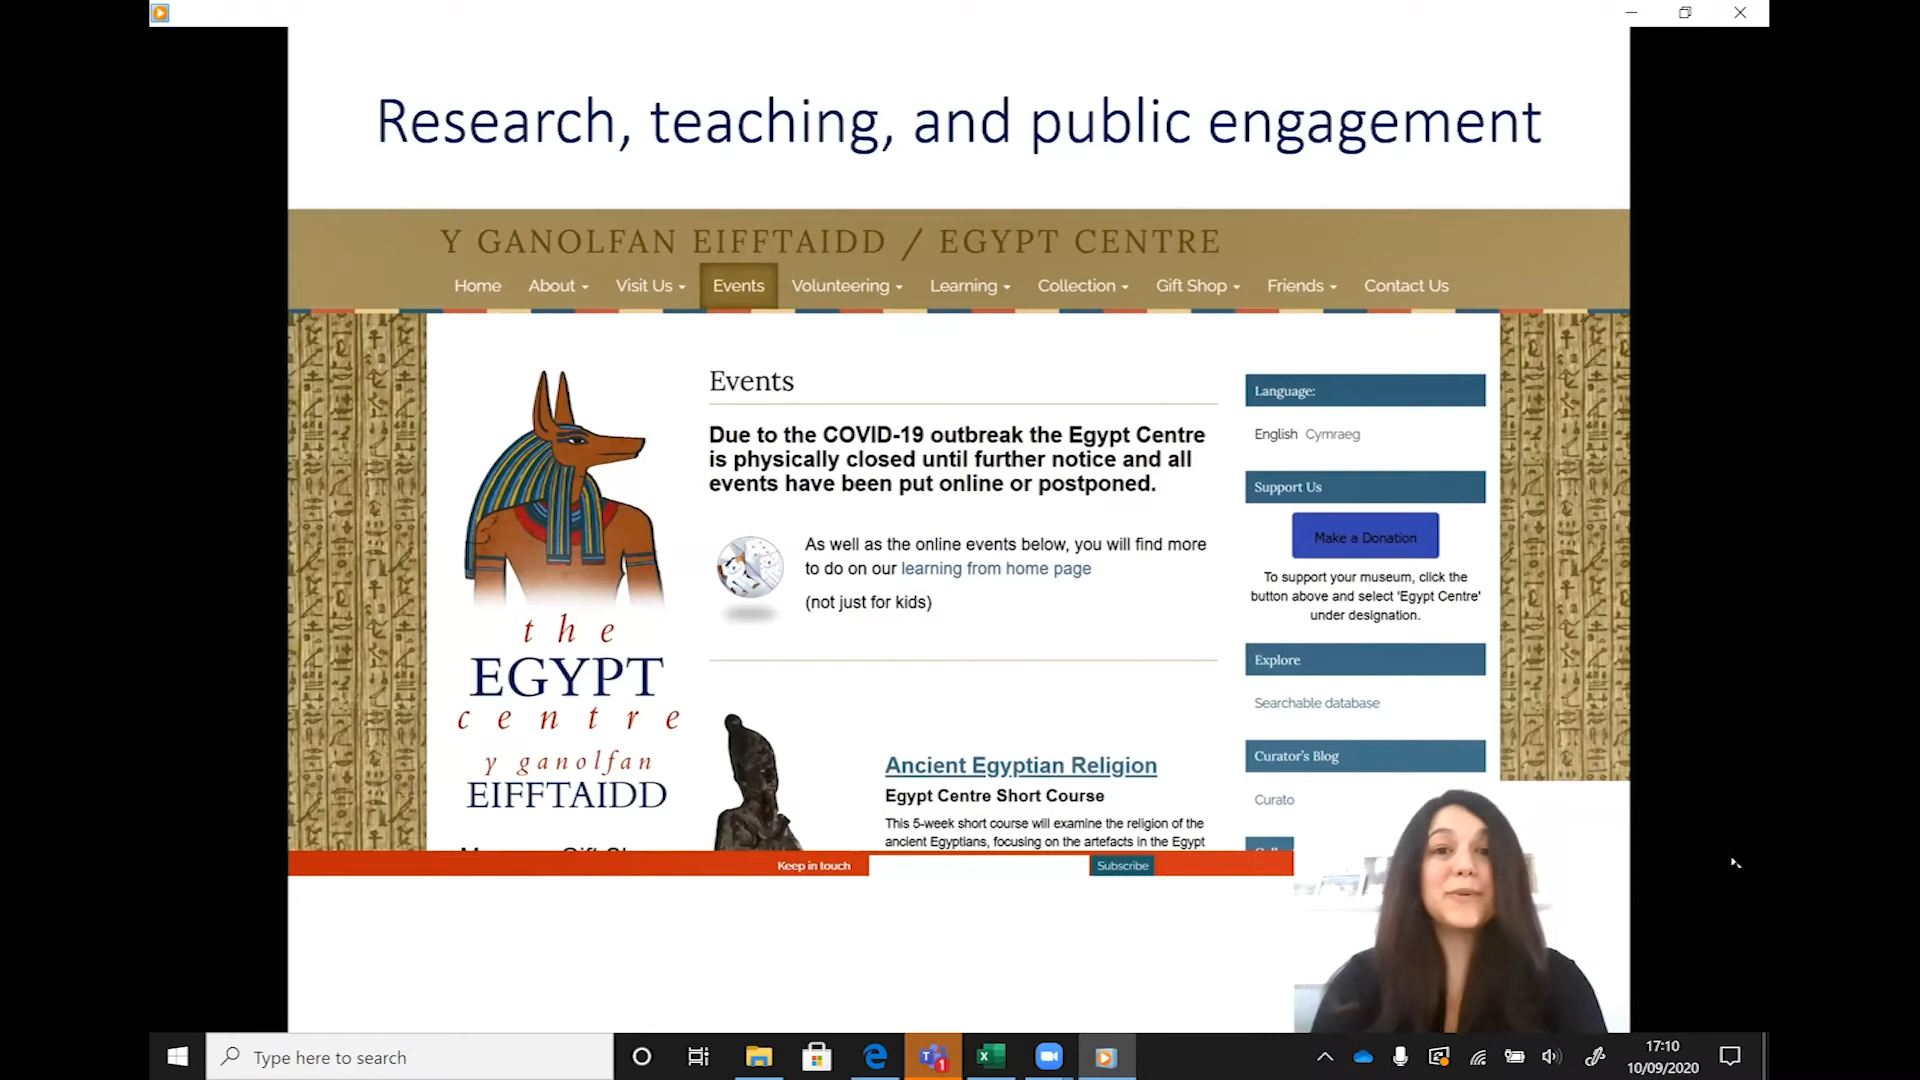 Research, teaching, and public engagement
Y GANOLFAN EIFFTAIDD / EGYPT CENTRE
Home About Visit Us Events Volunteering Learning Collection Gift Shop Friends Contact Us
the
EGYPT
centre
y ganolfan
EIFFTAIDD
Events
Due to the COVID-19 outbreak the Egypt Centre
is physically closed until further notice and all
events have been put online or postponed.
As well as the online events below, you will find more
to do on our learning from home page
(not just for kids)
Ancient Egyptian Religion
Egypt Centre Short Course
This 5-week short course will examine the religion of the
ancient Egyptians, focusing on the artefacts in the Egypt
Language:
English Cymraeg
Support Us
Make a Donation
To support your museum, click the
button above and select 'Egypt Centre'
under designation.
Explore
Searchable database
Curator's Blog
Curato
Keep in touch
Subscribe
Type here to search
1
17:10
10/09/2020